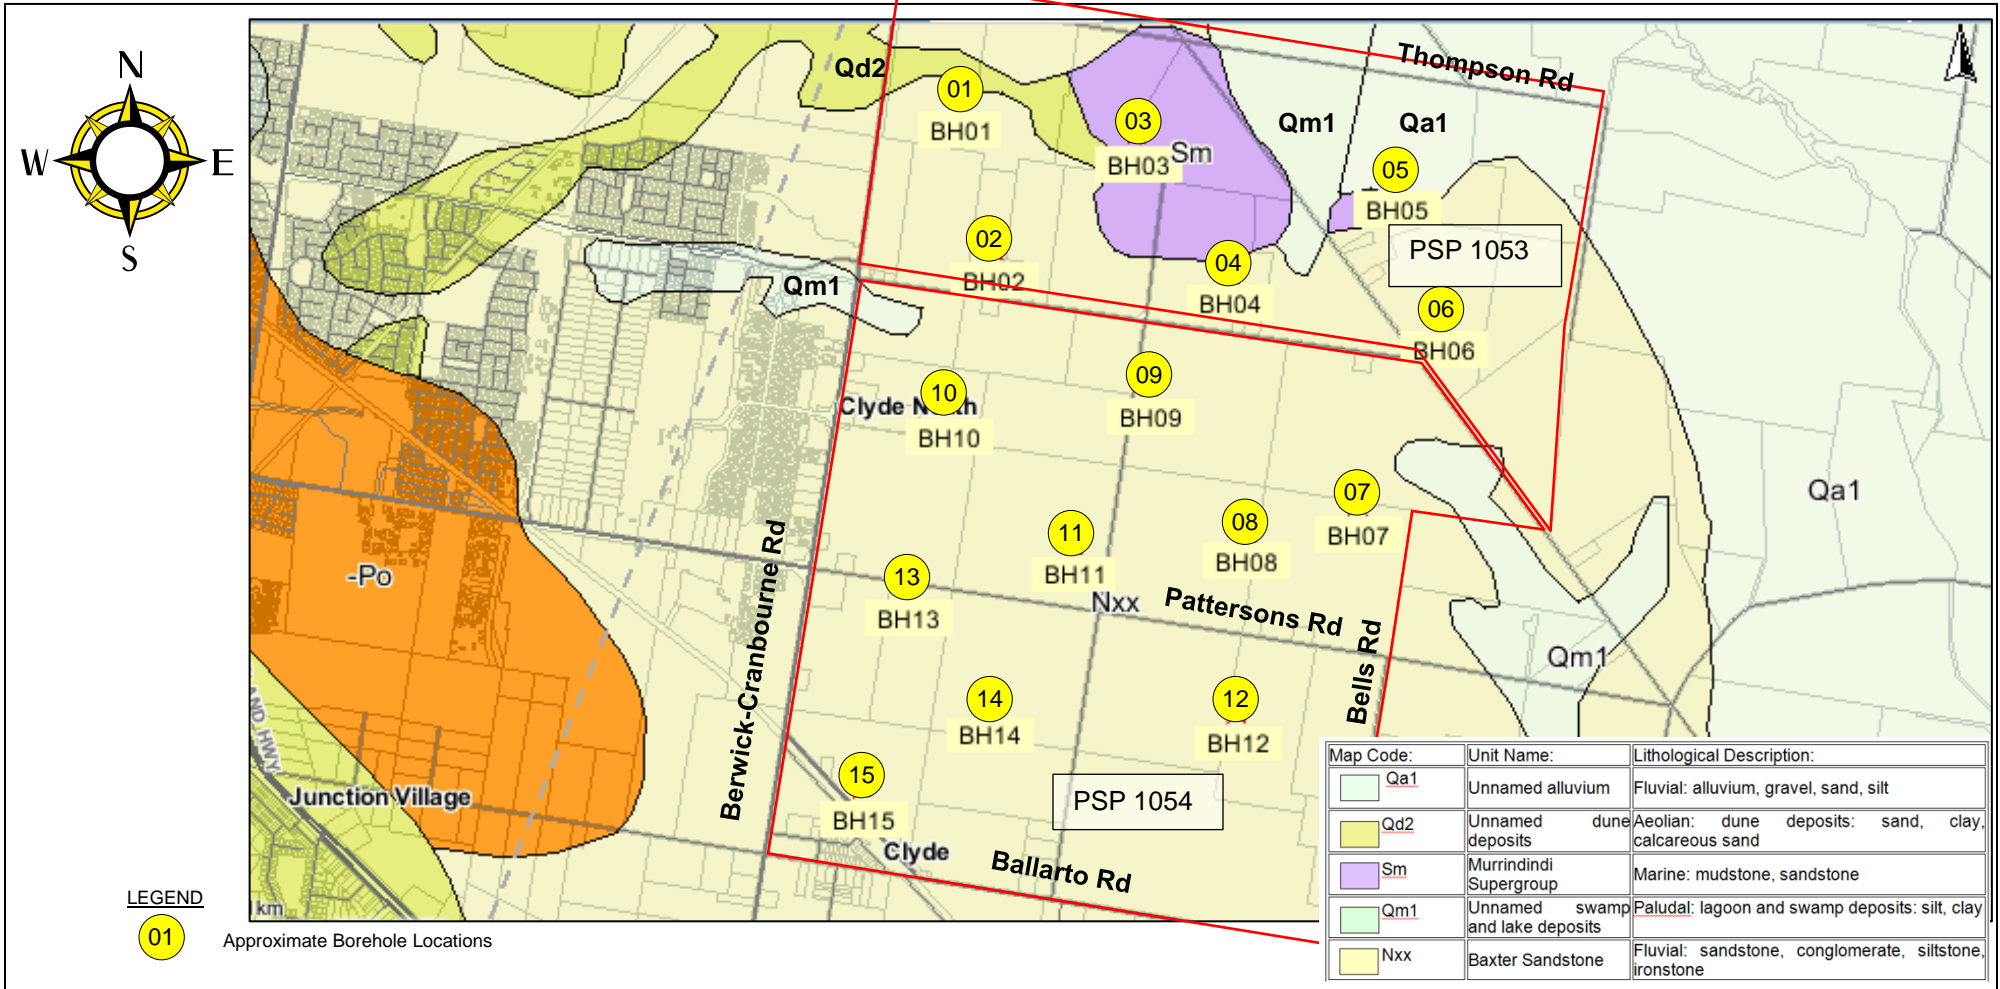 N
W
E
S
Thompson Rd
Qd2
01
BH01
03
BH03
Sm
Qm1
Qa1
05
BH05
02
BH02
04
BH04
PSP 1053
Qm1
06
BH06
09
BH09
10
Clyde N th
BH10
07
BH07
Qa1
08
BH08
11
BH11
13
BH13
-Po
Nxx
Pattersons Rd
Berwick-Cranbourne Rd
Bells Rd
Qm1
14
BH14
12
BH12
15
BH15
PSP 1054
HWY
Junction Village
Clyde
Ballarto Rd
km
LEGEND
01
Approximate Borehole Locations
Map Code: Unit Name: Lithological Description:
Qa1 Unnamed alluvium Fluvial: alluvium, gravel, sand, silt
Qd2 Unnamed dune Aeolian: dune deposits: sand, clay,
deposits calcareous sand
Sm Murrindindi Marine: mudstone, sandstone
Supergroup
Qm1 Unnamed swamp Paludal: lagoon and swamp deposits: silt, clay
and lake deposits
Nxx Baxter Sandstone Fluvial: sandstone, conglomerate, siltstone,
ironstone